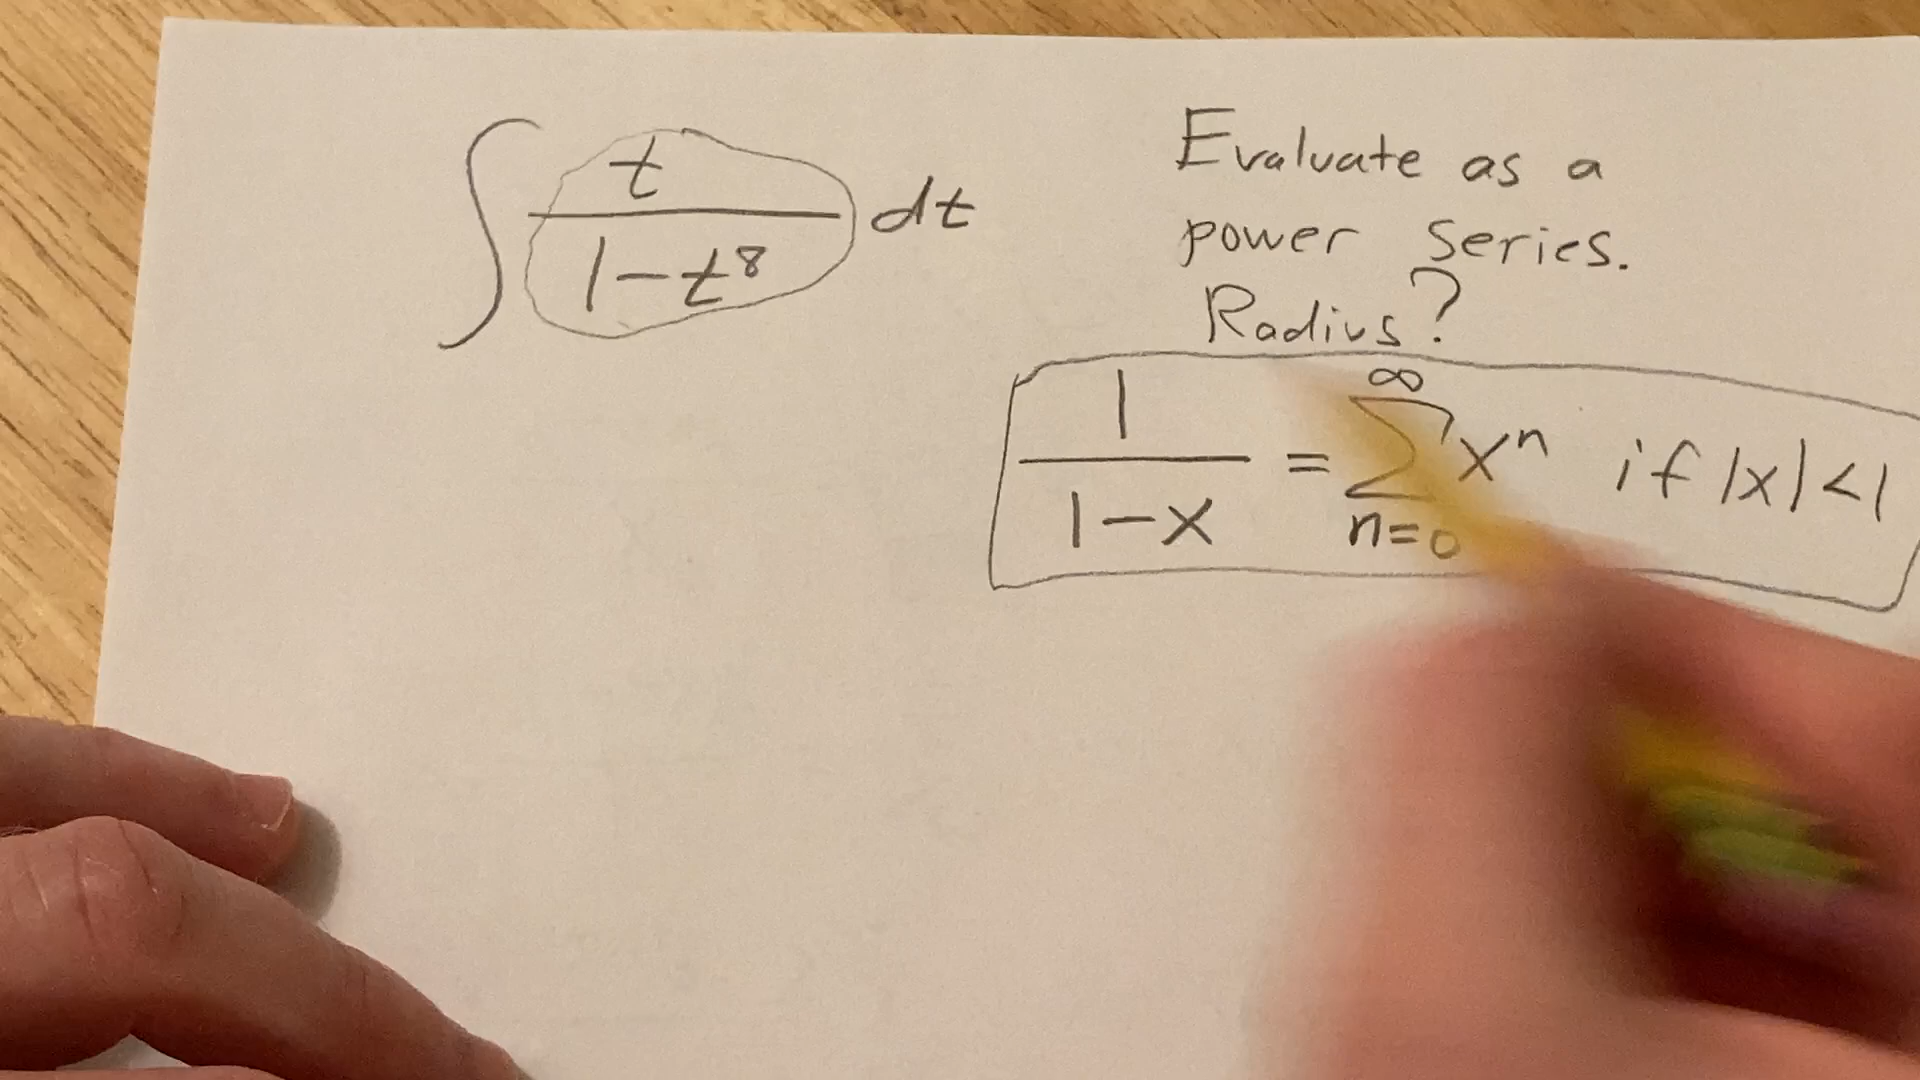 ∫ t/(1-t⁸) dt
Evaluate as a
power series.
Radius?
1/(1-x) = ∑_{n=0}^{∞} xⁿ if |x|<1